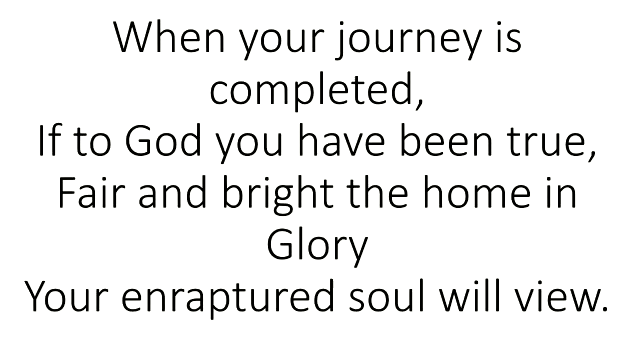 When your journey is
completed,
If to God you have been true,
Fair and bright the home in
Glory
Your enraptured soul will view.